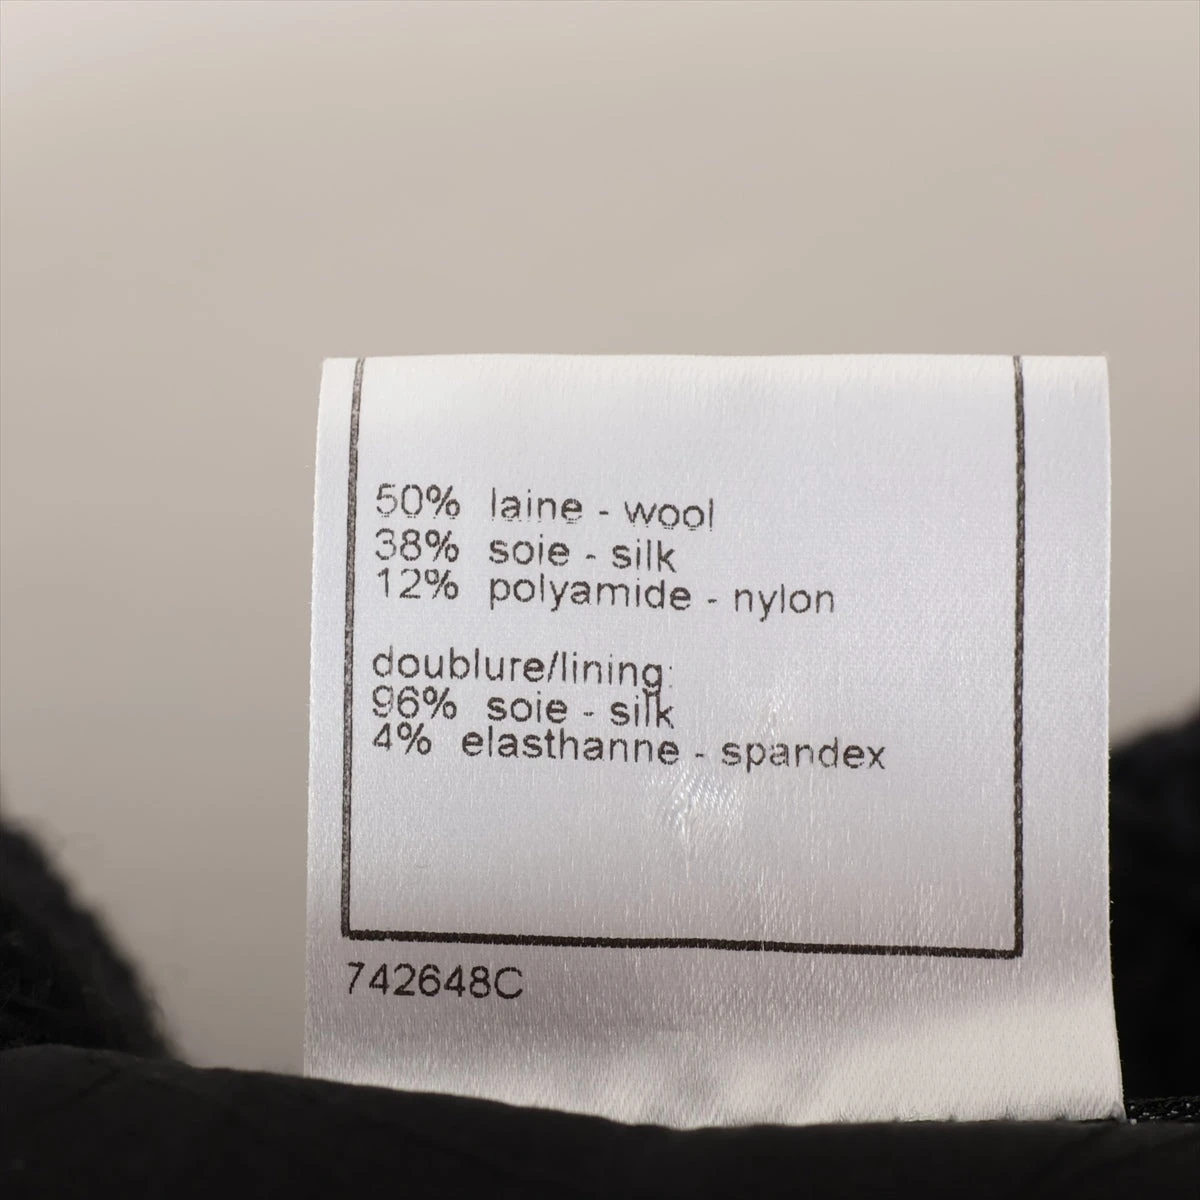 50% laine - wool
38% soie - silk
12% polyamide - nylon
doublure/lining:
96% soie - silk
4% elasthanne - spandex
742648C